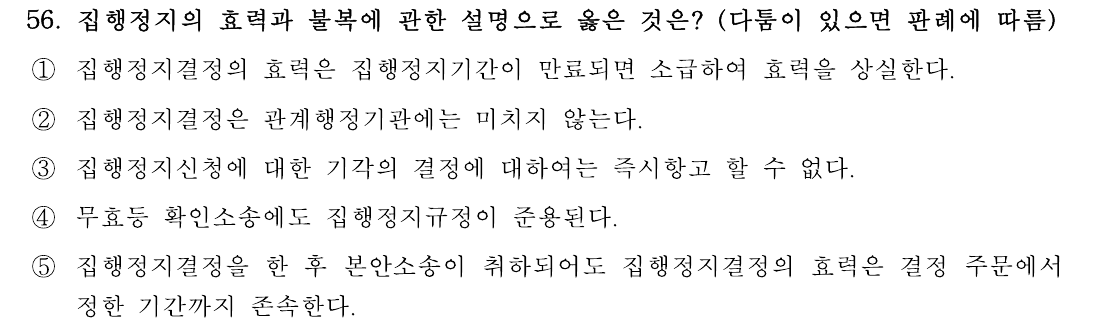 56. 집행정지의 효력과 불복에 관한 설명으로 옳은 것은? (다툼이 있으면 판례에 따름)
① 집행정지결정의 효력은 집행정지기간이 만료되면 소급하여 효력을 상실한다.
② 집행정지결정은 관계행정기관에는 미치지 않는다.
③ 집행정지신청에 대한 기각의 결정에 대하여는 즉시항고 할 수 없다.
④ 무효등 확인소송에도 집행정지규정이 준용된다.
⑤ 집행정지결정을 한 후 본안소송이 취하되어도 집행정지결정의 효력은 결정 주문에서
정한 기간까지 존속한다.